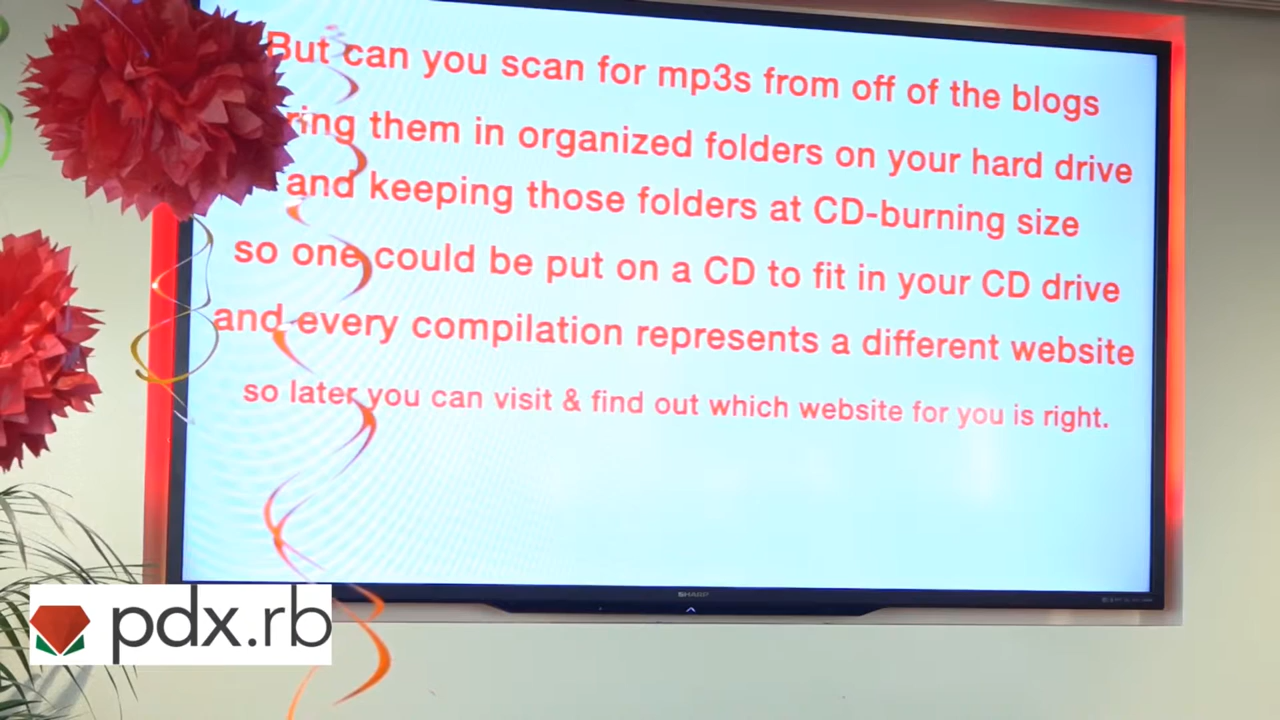 But can you scan for mp3s from off of the blogs
them in organized folders on your hard drive
and keeping those folders at CD-burning size
so one could be put on a CD to fit in your CD drive
and every compilation represents a different website
so later you can visit & find out which website for you is right.
SHARP
pdx.rb